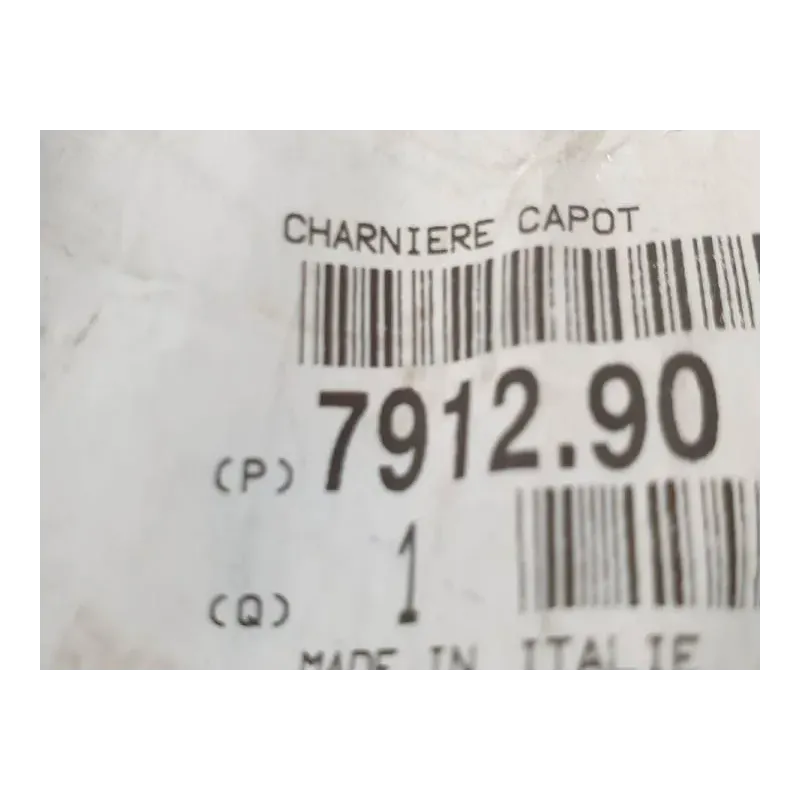 CHARNIERE CAPOT
(P) 7912.90
(Q) 1
MADE IN ITALIE